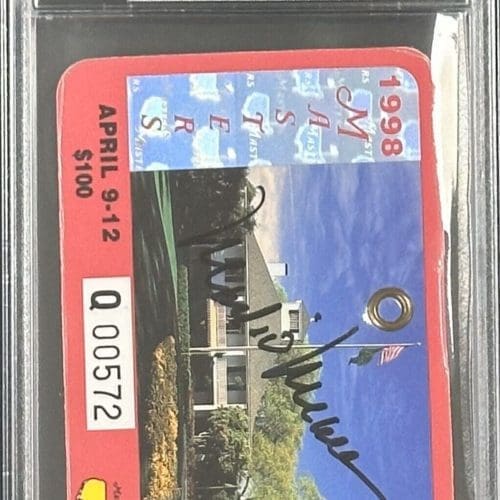 1998
MASTERS
APRIL 9-12
$100
Q 00572